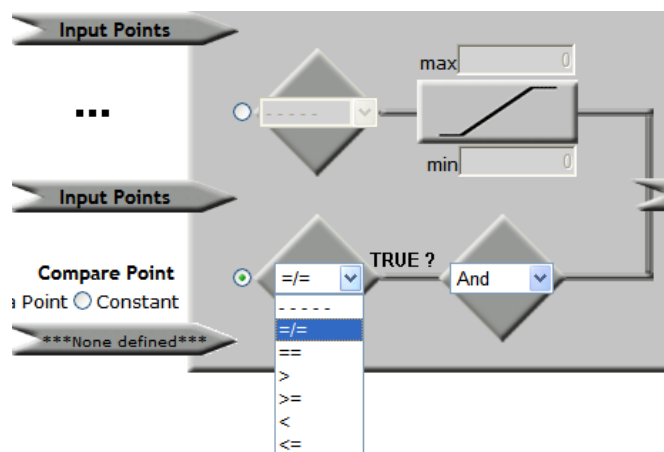 Input Points
max 0
...
- - - - -
min 0
Input Points
TRUE ?
Compare Point
=/=
And
a Point Constant
- - - - -
***None defined***
=/=
==
>
>=
<
<=